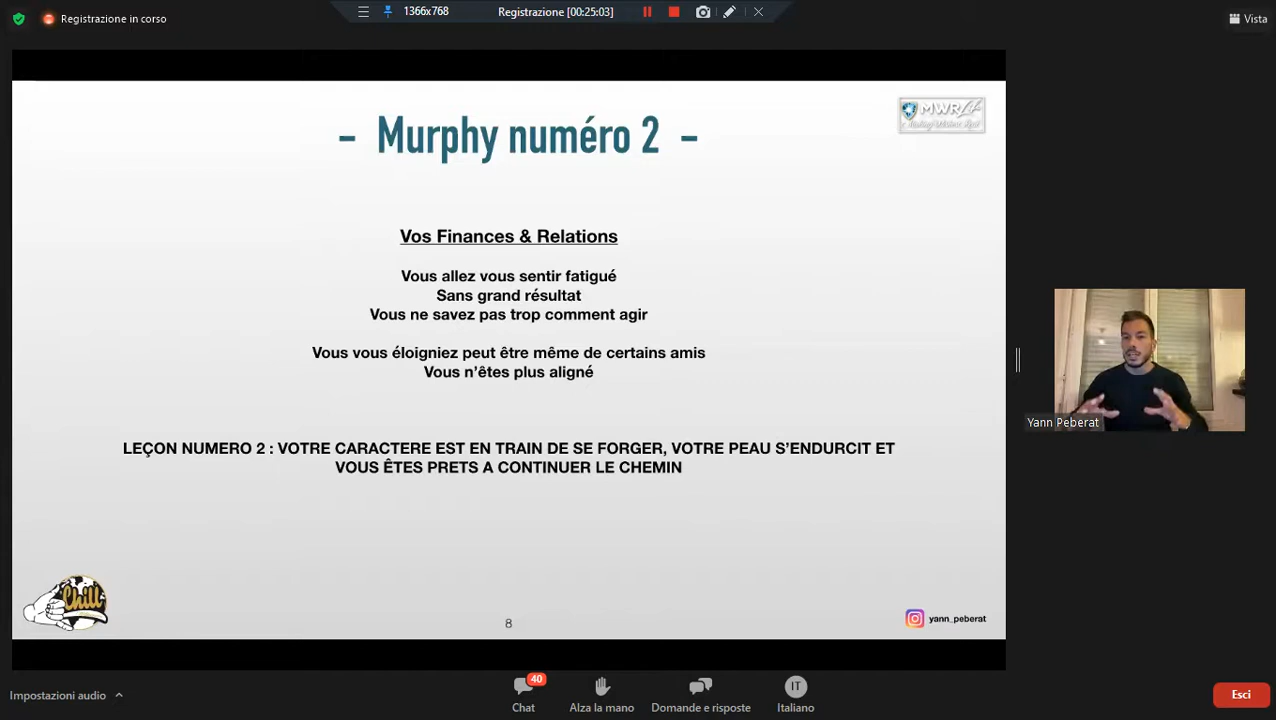 Registrazione in corso
1366x768
Registrazione [00:25:03]
Vista
- Murphy numéro 2 -
MWR Life
Vos Finances & Relations
Vous allez vous sentir fatigué
Sans grand résultat
Vous ne savez pas trop comment agir
Vous vous éloigniez peut être même de certains amis
Vous n’êtes plus aligné
LEÇON NUMERO 2 : VOTRE CARACTERE EST EN TRAIN DE SE FORGER, VOTRE PEAU S’ENDURCIT ET
VOUS ÊTES PRETS A CONTINUER LE CHEMIN
Chill
8
yann_peberat
Yann Peberat
Impostazioni audio
40
Chat
Alza la mano
Domande e risposte
IT
Italiano
Esci